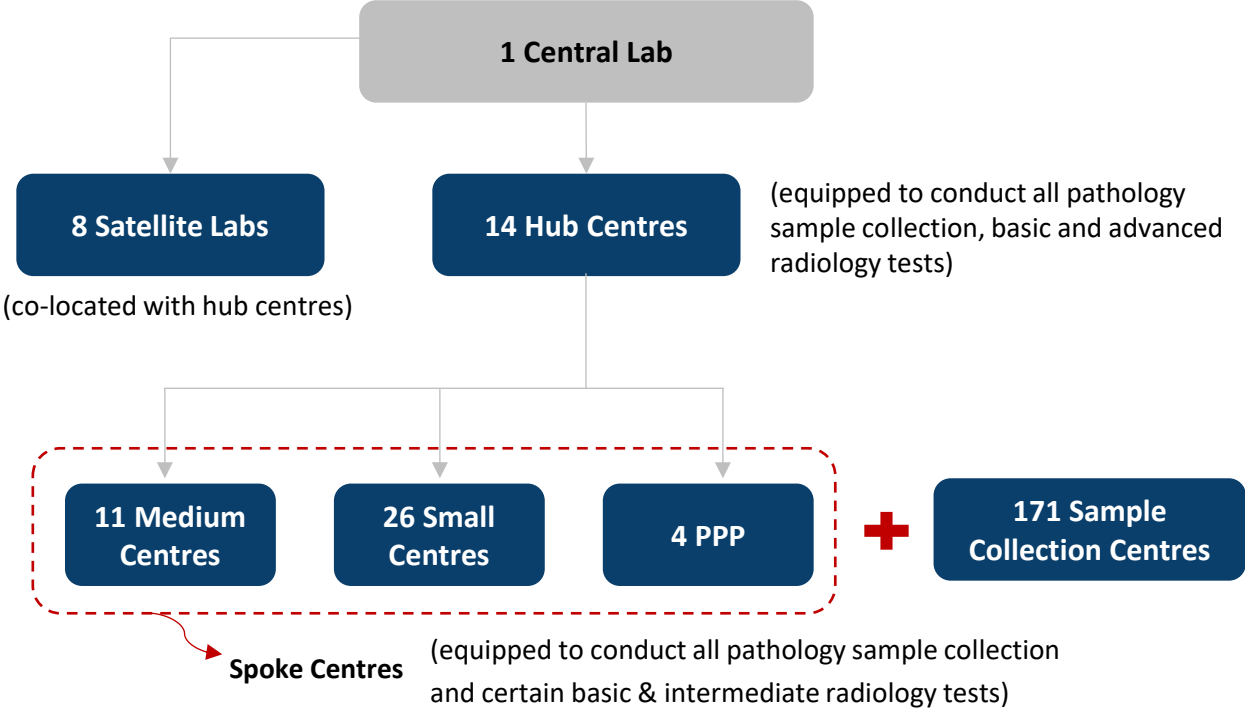 1 Central Lab
8 Satellite Labs
14 Hub Centres
(equipped to conduct all pathology
sample collection, basic and advanced
radiology tests)
(co-located with hub centres)
11 Medium
Centres
26 Small
Centres
4 PPP
171 Sample
Collection Centres
Spoke Centres
(equipped to conduct all pathology sample collection
and certain basic & intermediate radiology tests)